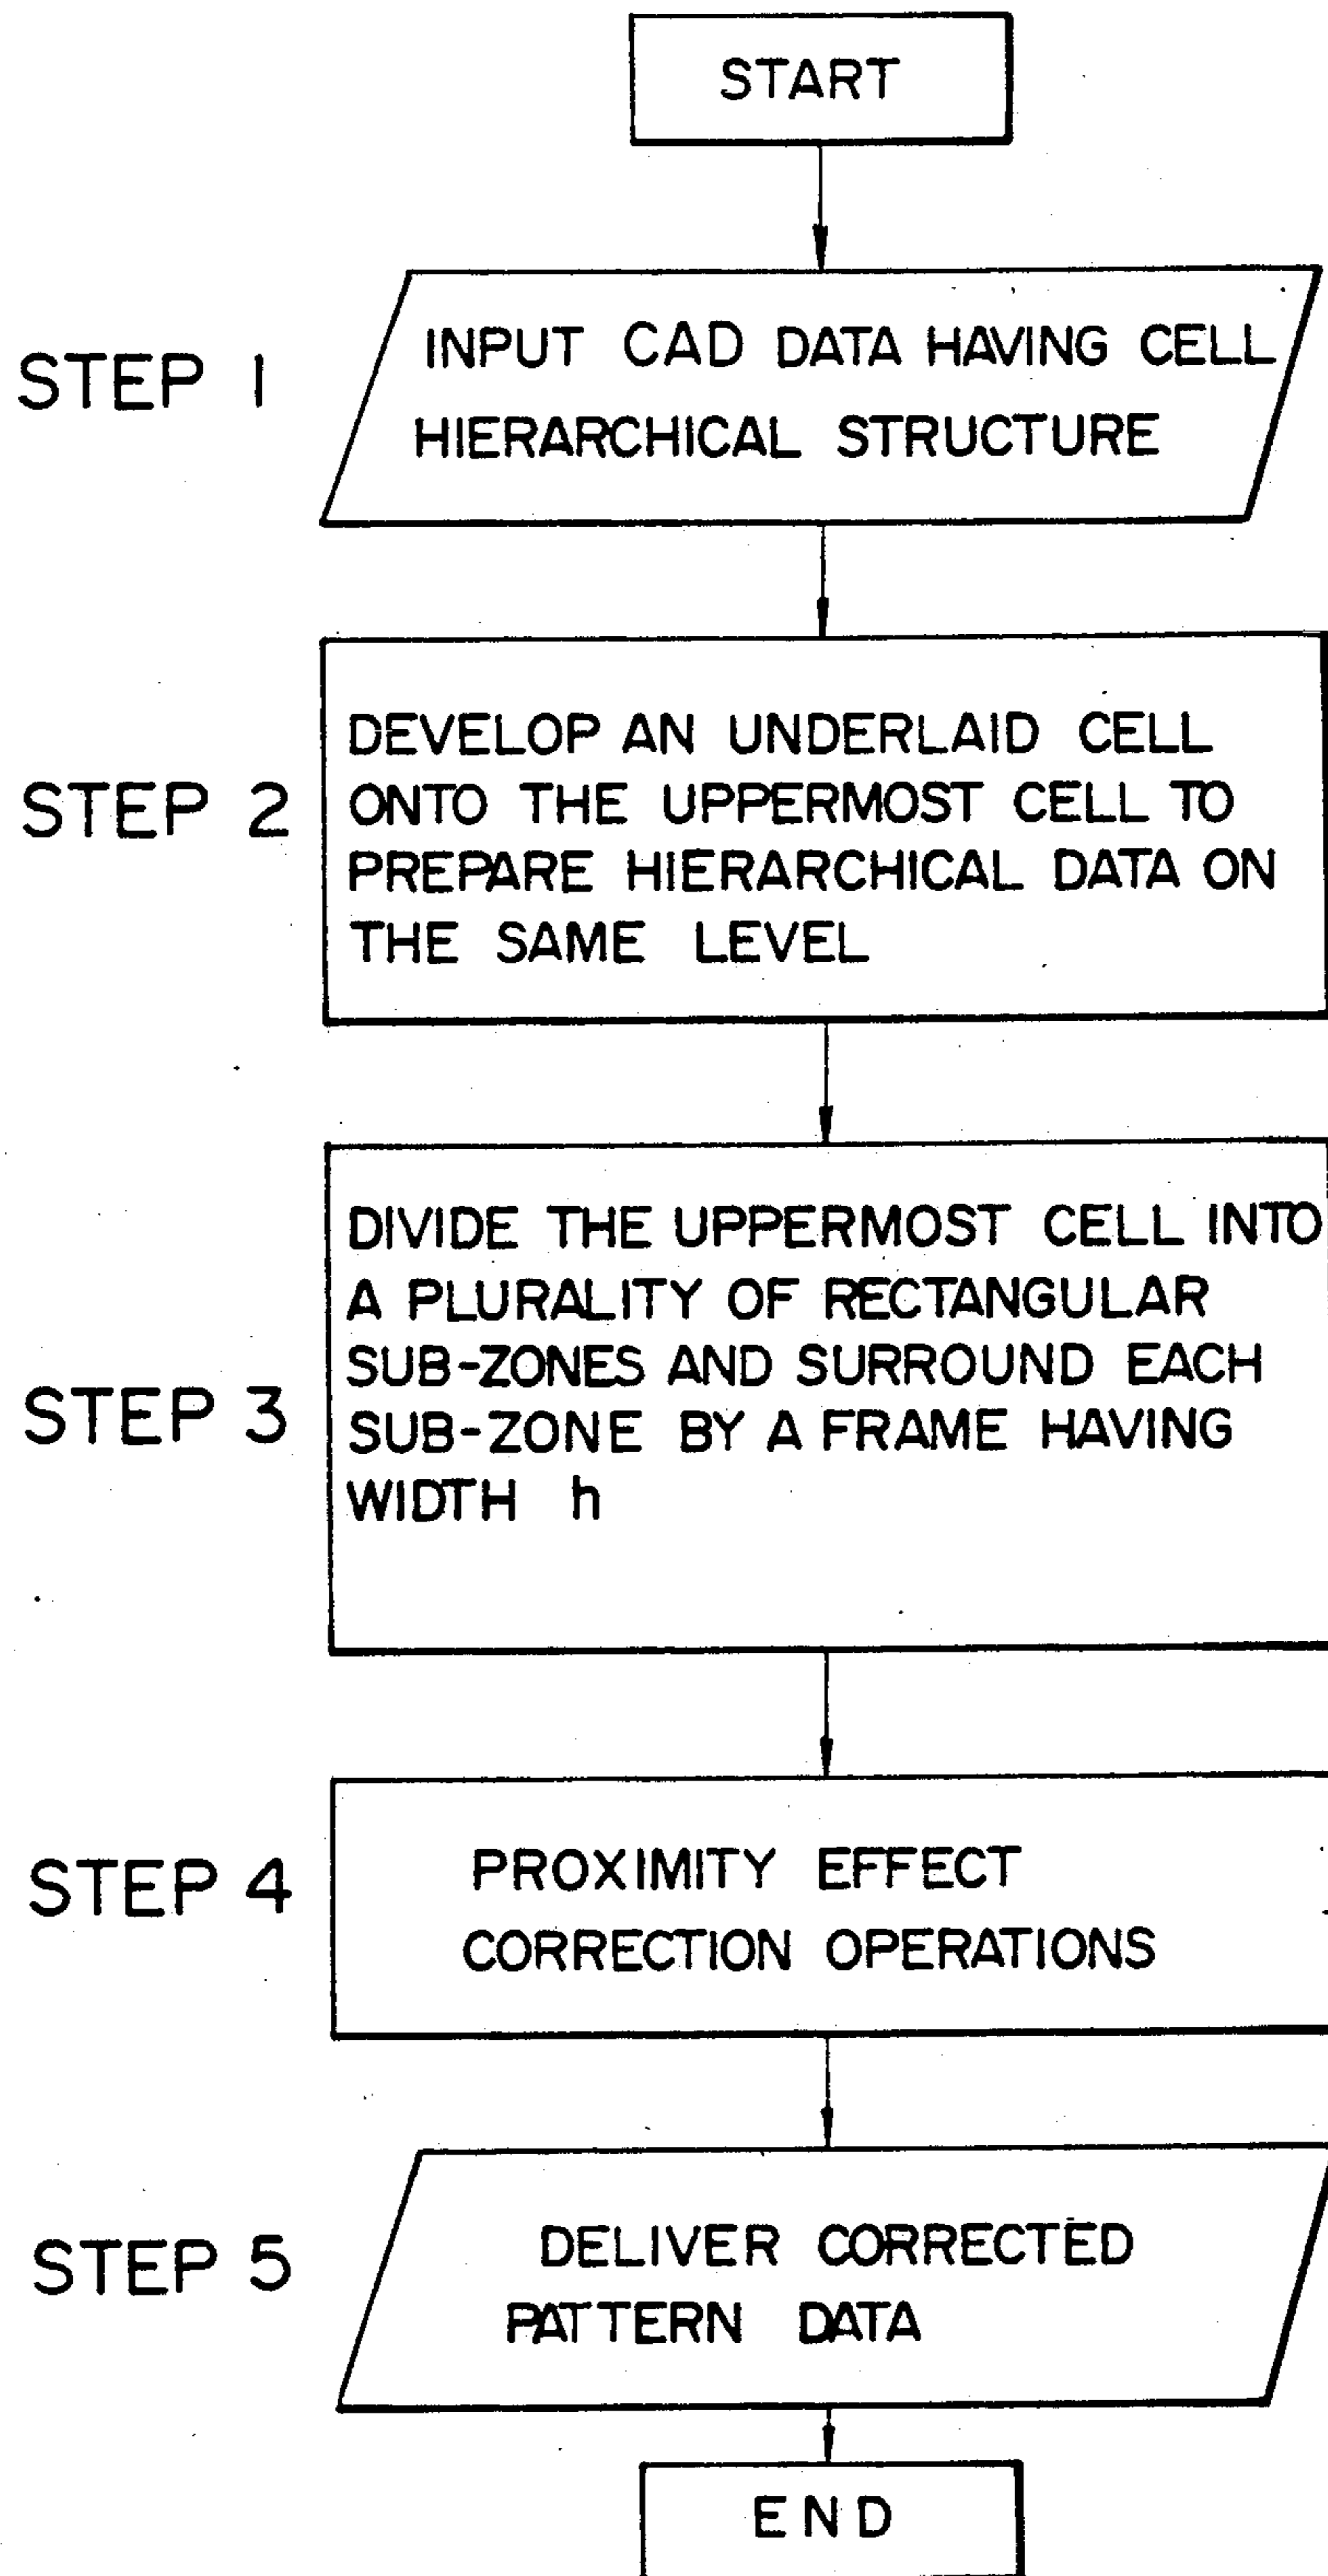 START
STEP 1
INPUT CAD DATA HAVING CELL
HIERARCHICAL STRUCTURE
STEP 2
DEVELOP AN UNDERLAID CELL
ONTO THE UPPERMOST CELL TO
PREPARE HIERARCHICAL DATA ON
THE SAME LEVEL
STEP 3
DIVIDE THE UPPERMOST CELL INTO
A PLURALITY OF RECTANGULAR
SUB-ZONES AND SURROUND EACH
SUB-ZONE BY A FRAME HAVING
WIDTH h
STEP 4
PROXIMITY EFFECT
CORRECTION OPERATIONS
STEP 5
DELIVER CORRECTED
PATTERN DATA
END